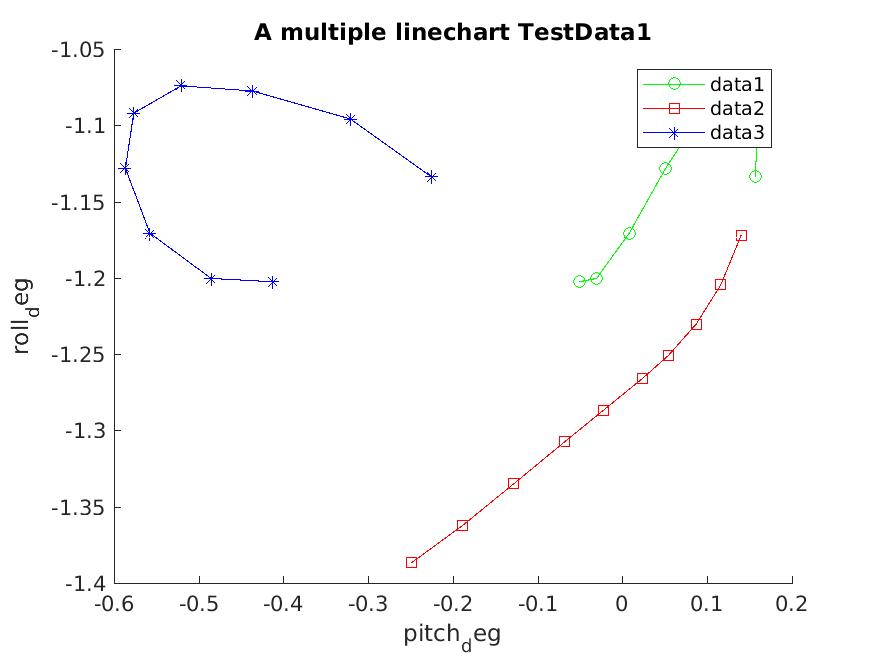 A multiple linechart TestData1
-1.05
-1.1
-1.15
-1.2
-1.25
-1.3
-1.35
-1.4
roll_deg
data1
data2
data3
-0.6 -0.5 -0.4 -0.3 -0.2 -0.1 0 0.1 0.2
pitch_deg